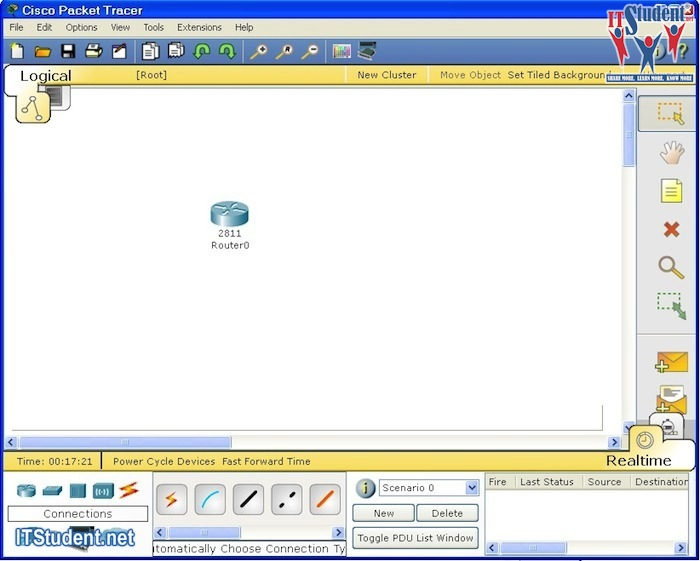 Cisco Packet Tracer
File Edit Options View Tools Extensions Help
ITStudent.net
SHARE MORE. LEARN MORE. KNOW MORE
Logical [Root] New Cluster Move Object Set Tiled Backgroun
2811
Router0
Time: 00:17:21 Power Cycle Devices Fast Forward Time
Realtime
Scenario 0
Fire Last Status Source Destination
Connections
New Delete
ITStudent.net
Toggle PDU List Window
utomatically Choose Connection Ty